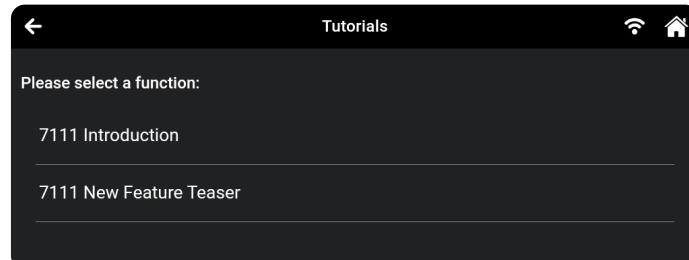 Tutorials
Please select a function:
7111 Introduction
7111 New Feature Teaser